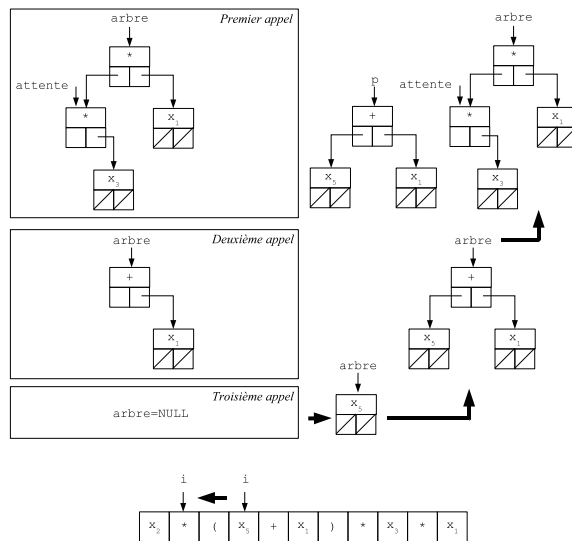 arbre
Premier appel
*
attente
*
x1
x3
arbre
*
p
attente
+
*
x1
x5
x1
x3
Deuxième appel
arbre
+
x1
arbre
+
x5
x1
Troisième appel
arbre=NULL
arbre
x5
i i
x2 * ( x5 + x1 ) * x3 * x1